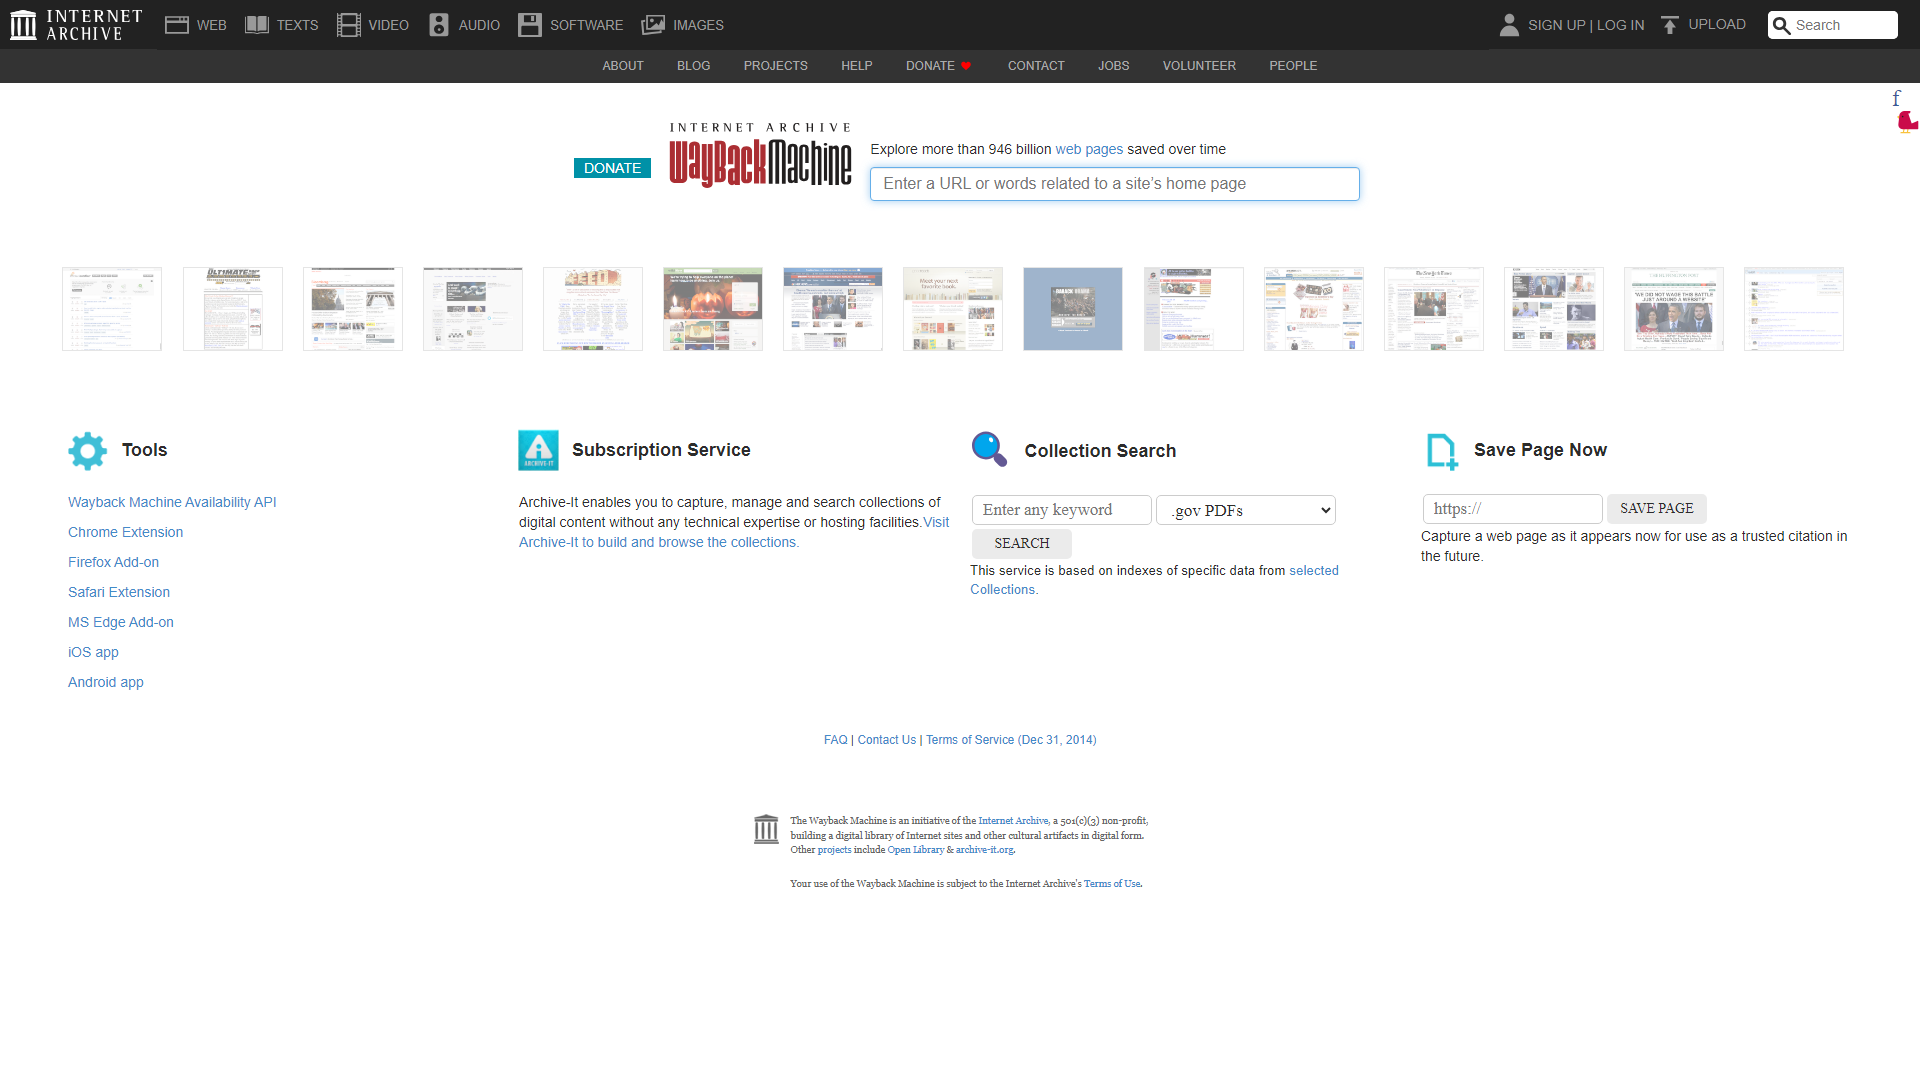 INTERNET ARCHIVE
WEB
TEXTS
VIDEO
AUDIO
SOFTWARE
IMAGES
SIGN UP | LOG IN
UPLOAD
Search
ABOUT
BLOG
PROJECTS
HELP
DONATE
CONTACT
JOBS
VOLUNTEER
PEOPLE
f
DONATE
INTERNET ARCHIVE
WayBackMachine
Explore more than 946 billion web pages saved over time
Enter a URL or words related to a site’s home page
Tools
Wayback Machine Availability API
Chrome Extension
Firefox Add-on
Safari Extension
MS Edge Add-on
iOS app
Android app
ARCHIVE-IT
Subscription Service
Archive-It enables you to capture, manage and search collections of
digital content without any technical expertise or hosting facilities.Visit
Archive-It to build and browse the collections.
Collection Search
Enter any keyword
.gov PDFs
SEARCH
This service is based on indexes of specific data from selected
Collections.
Save Page Now
https://
SAVE PAGE
Capture a web page as it appears now for use as a trusted citation in
the future.
FAQ | Contact Us | Terms of Service (Dec 31, 2014)
The Wayback Machine is an initiative of the Internet Archive, a 501(c)(3) non-profit,
building a digital library of Internet sites and other cultural artifacts in digital form.
Other projects include Open Library & archive-it.org.
Your use of the Wayback Machine is subject to the Internet Archive's Terms of Use.